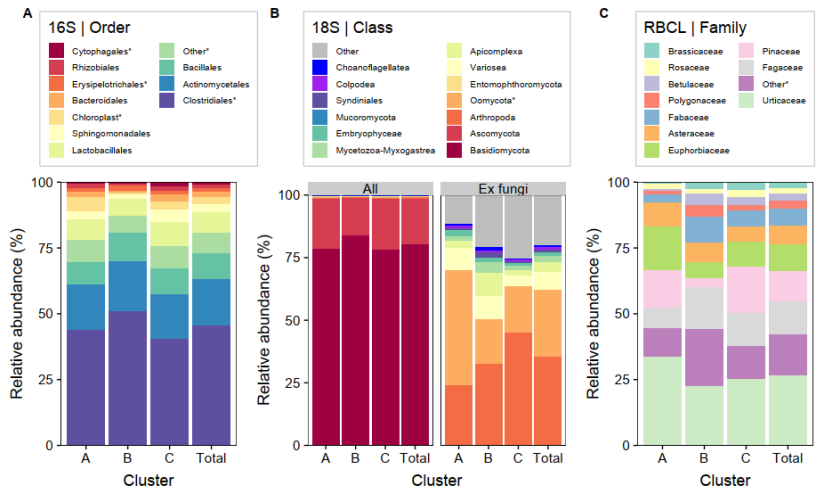 A
16S | Order
Cytophagales*
Rhizobiales
Erysipelotrichales*
Bacteroidales
Chloroplast*
Sphingomonadales
Lactobacillales
Other*
Bacillales
Actinomycetales
Clostridiales*
Relative abundance (%)
100
75
50
25
0
A B C Total
Cluster
B
18S | Class
Other
Choanoflagellatea
Colpodea
Syndiniales
Mucoromycota
Embryophyceae
Mycetozoa-Myxogastrea
Apicomplexa
Variosea
Entomophthoromycota
Oomycota*
Arthropoda
Ascomycota
Basidiomycota
All Ex fungi
Relative abundance (%)
100
75
50
25
0
A B C Total A B C Total
Cluster
C
RBCL | Family
Brassicaceae
Rosaceae
Betulaceae
Polygonaceae
Fabaceae
Asteraceae
Euphorbiaceae
Pinaceae
Fagaceae
Other*
Urticaceae
Relative abundance (%)
100
75
50
25
0
A B C Total
Cluster